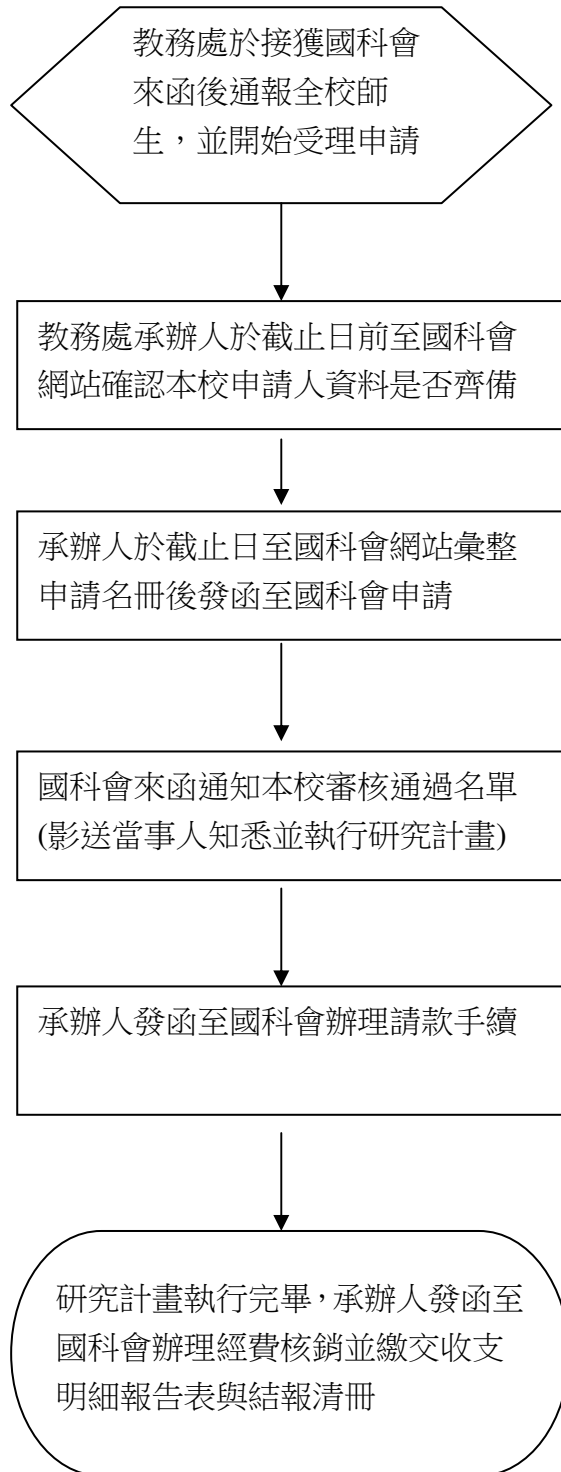 教務處於接獲國科會
來函後通報全校師
生，並開始受理申請
教務處承辦人於截止日前至國科會
網站確認本校申請人資料是否齊備
承辦人於截止日至國科會網站彙整
申請名冊後發函至國科會申請
國科會來函通知本校審核通過名單
(影送當事人知悉並執行研究計畫)
承辦人發函至國科會辦理請款手續
研究計畫執行完畢，承辦人發函至
國科會辦理經費核銷並繳交收支
明細報告表與結報清冊